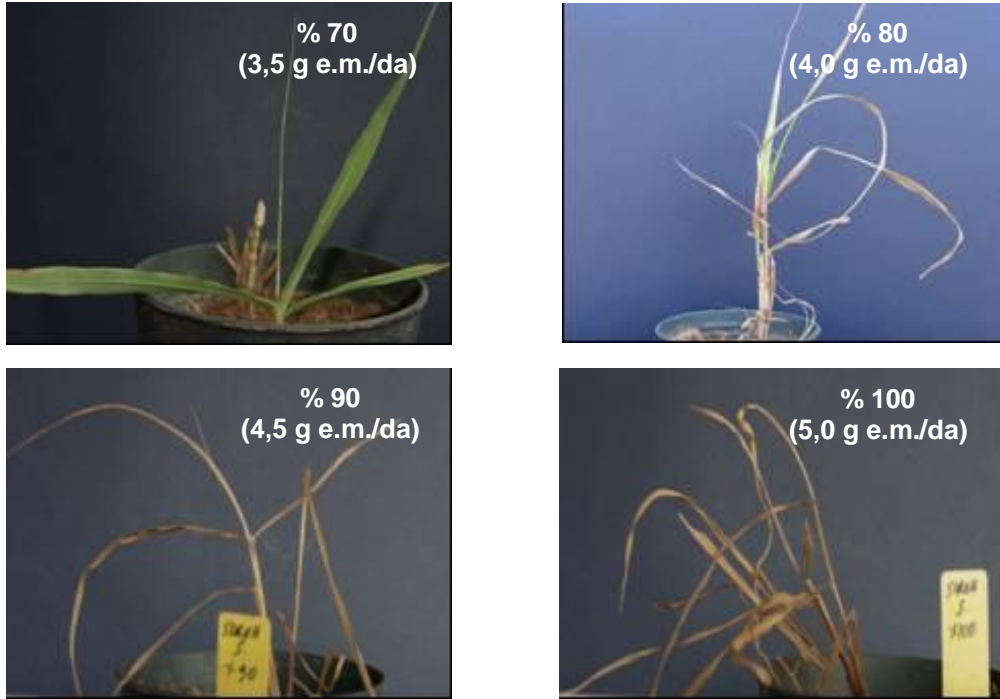 % 70
(3,5 g e.m./da)
% 80
(4,0 g e.m./da)
% 90
(4,5 g e.m./da)
% 100
(5,0 g e.m./da)